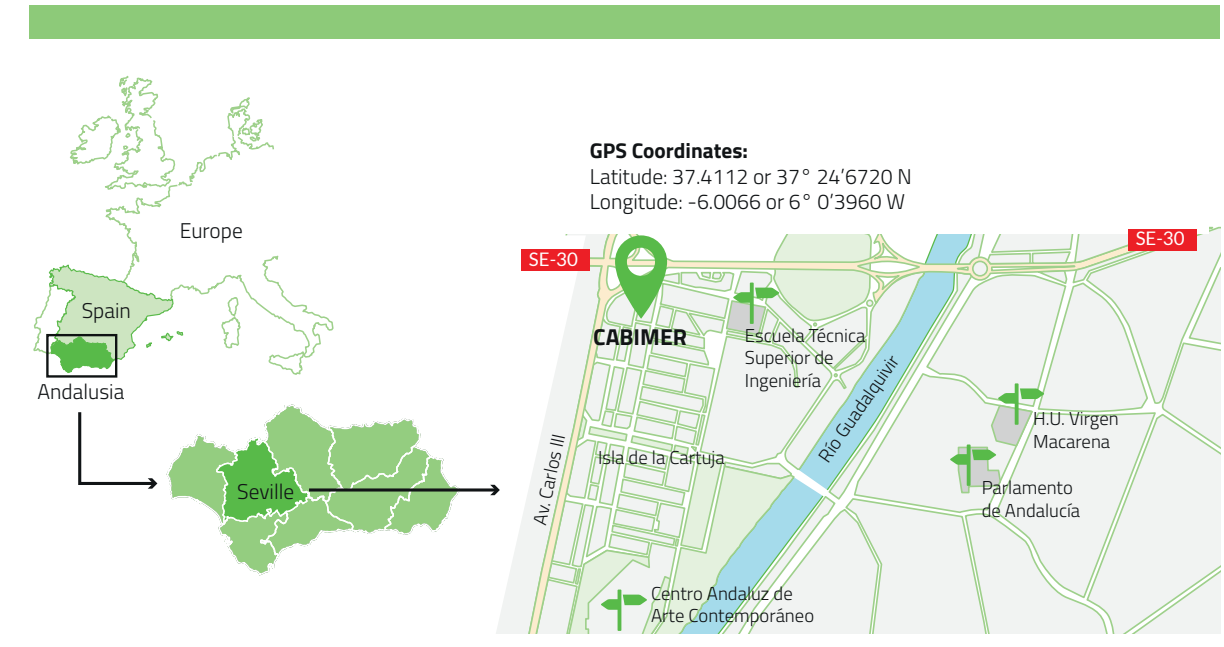 GPS Coordinates:
Latitude: 37.4112 or 37° 24’6720 N
Longitude: -6.0066 or 6° 0’3960 W
Europe
Spain
Andalusia
Seville
SE-30
SE-30
CABIMER
Escuela Técnica
Superior de
Ingeniería
Río Guadalquivir
H.U. Virgen
Macarena
Av. Carlos III
Isla de la Cartuja
Parlamento
de Andalucía
Centro Andaluz de
Arte Contemporáneo